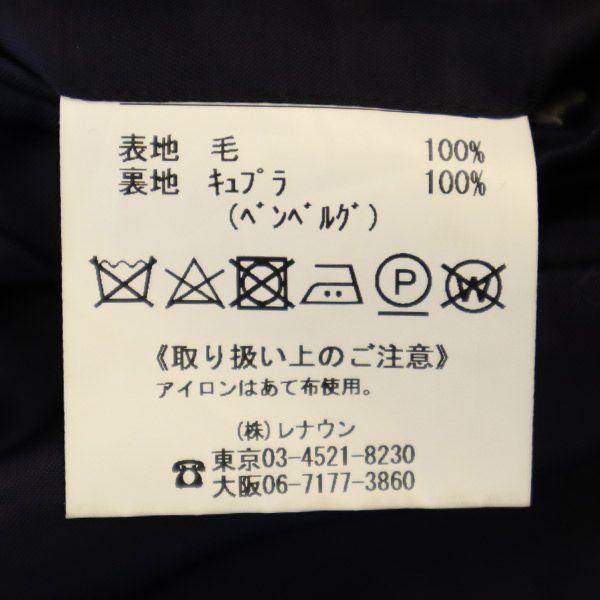 表地 毛 100%
裏地 ｷｭﾌﾟﾗ 100%
(ﾍﾞﾝﾍﾞﾙｸﾞ)
P W
《取り扱い上のご注意》
アイロンはあて布使用。
(株)レナウン
☎東京03-4521-8230
大阪06-7177-3860